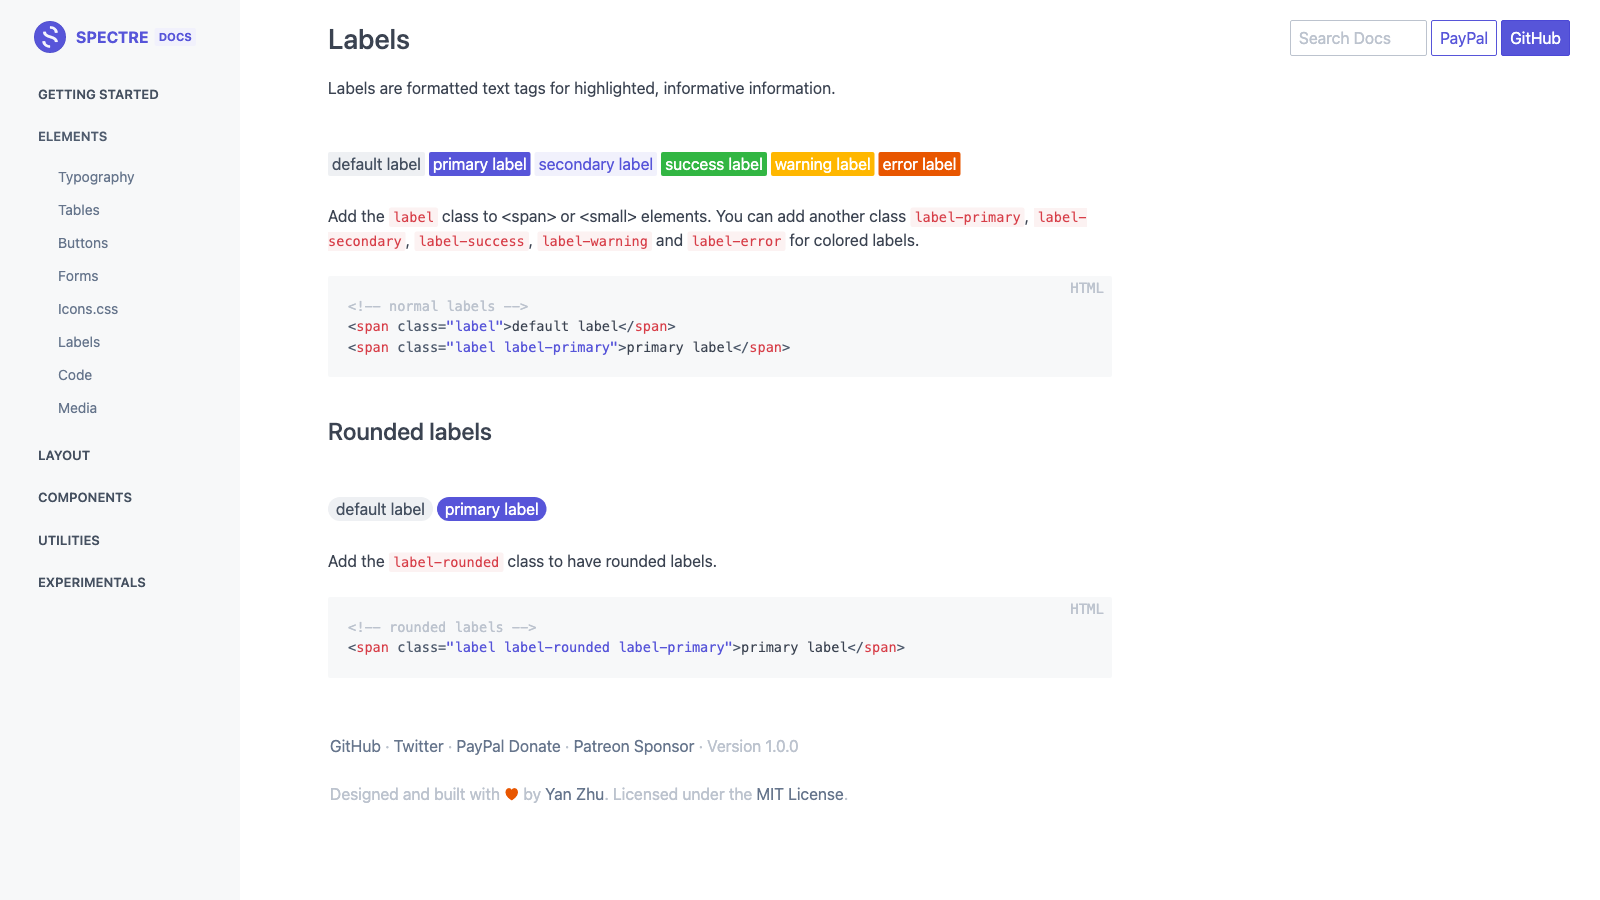 SPECTRE DOCS
GETTING STARTED
ELEMENTS
Typography
Tables
Buttons
Forms
Icons.css
Labels
Code
Media
LAYOUT
COMPONENTS
UTILITIES
EXPERIMENTALS
Search Docs PayPal GitHub
Labels
Labels are formatted text tags for highlighted, informative information.
default label primary label secondary label success label warning label error label
Add the label class to <span> or <small> elements. You can add another class label-primary, label-
secondary, label-success, label-warning and label-error for colored labels.
HTML
<!-- normal labels -->
<span class="label">default label</span>
<span class="label label-primary">primary label</span>
Rounded labels
default label primary label
Add the label-rounded class to have rounded labels.
HTML
<!-- rounded labels -->
<span class="label label-rounded label-primary">primary label</span>
GitHub · Twitter · PayPal Donate · Patreon Sponsor · Version 1.0.0
Designed and built with ♥ by Yan Zhu. Licensed under the MIT License.